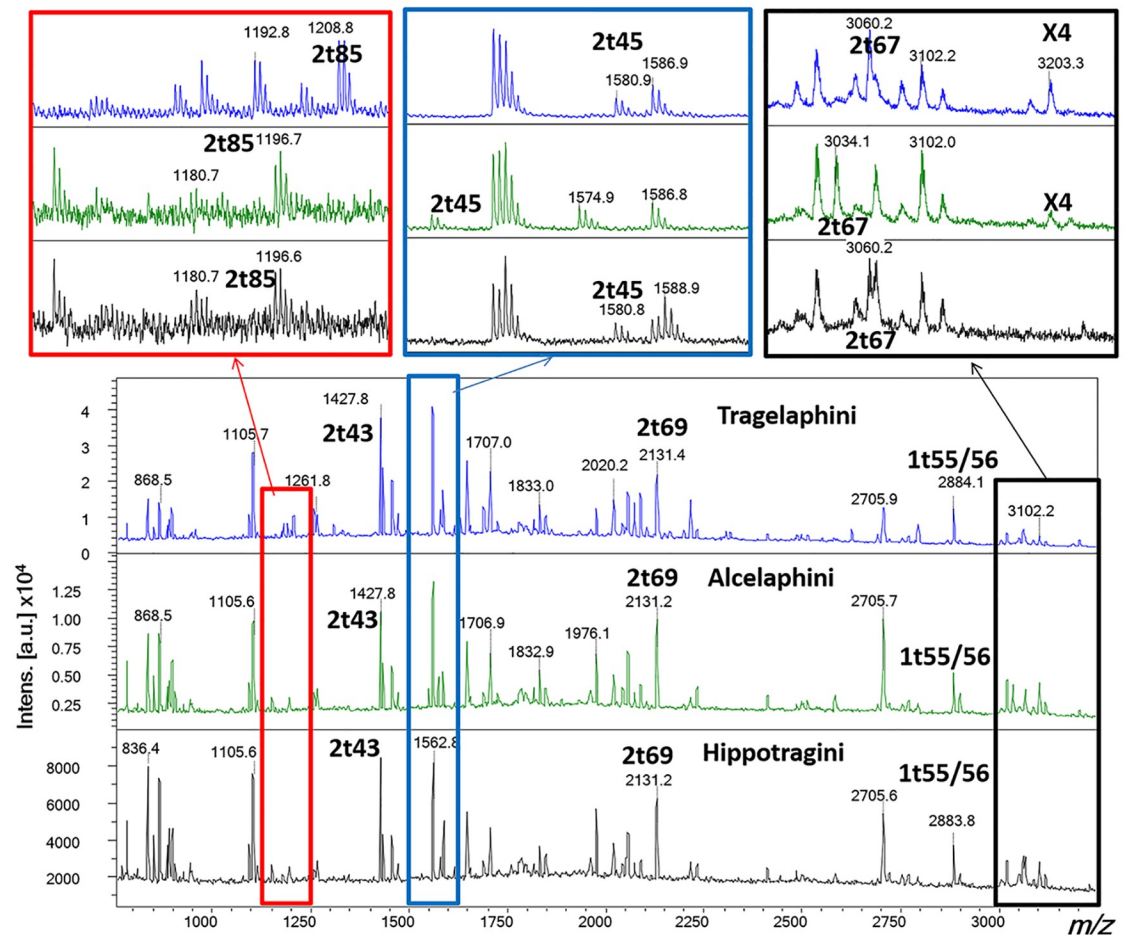 1192.8
1208.8
2t85
2t85
1196.7
1180.7
1180.7
2t85
1196.6
2t45
1580.9
1586.9
2t45
1574.9
1586.8
2t45
1580.8
1588.9
3060.2
2t67
3102.2
X4
3203.3
3034.1
3102.0
2t67
X4
3060.2
2t67
Intens. [a.u.] x10⁴
4
3
2
1
0
868.5
1105.7
1261.8
1427.8
2t43
1707.0
1833.0
2020.2
2t69
2131.4
Tragelaphini
2705.9
1t55/56
2884.1
3102.2
1.25
1.00
0.75
0.50
0.25
868.5
1105.6
1427.8
2t43
1706.9
1832.9
1976.1
2t69
2131.2
Alcelaphini
2705.7
1t55/56
8000
6000
4000
2000
836.4
1105.6
2t43
1562.8
2t69
2131.2
Hippotragini
2705.6
1t55/56
2883.8
1000 1250 1500 1750 2000 2250 2500 2750 3000
m/z